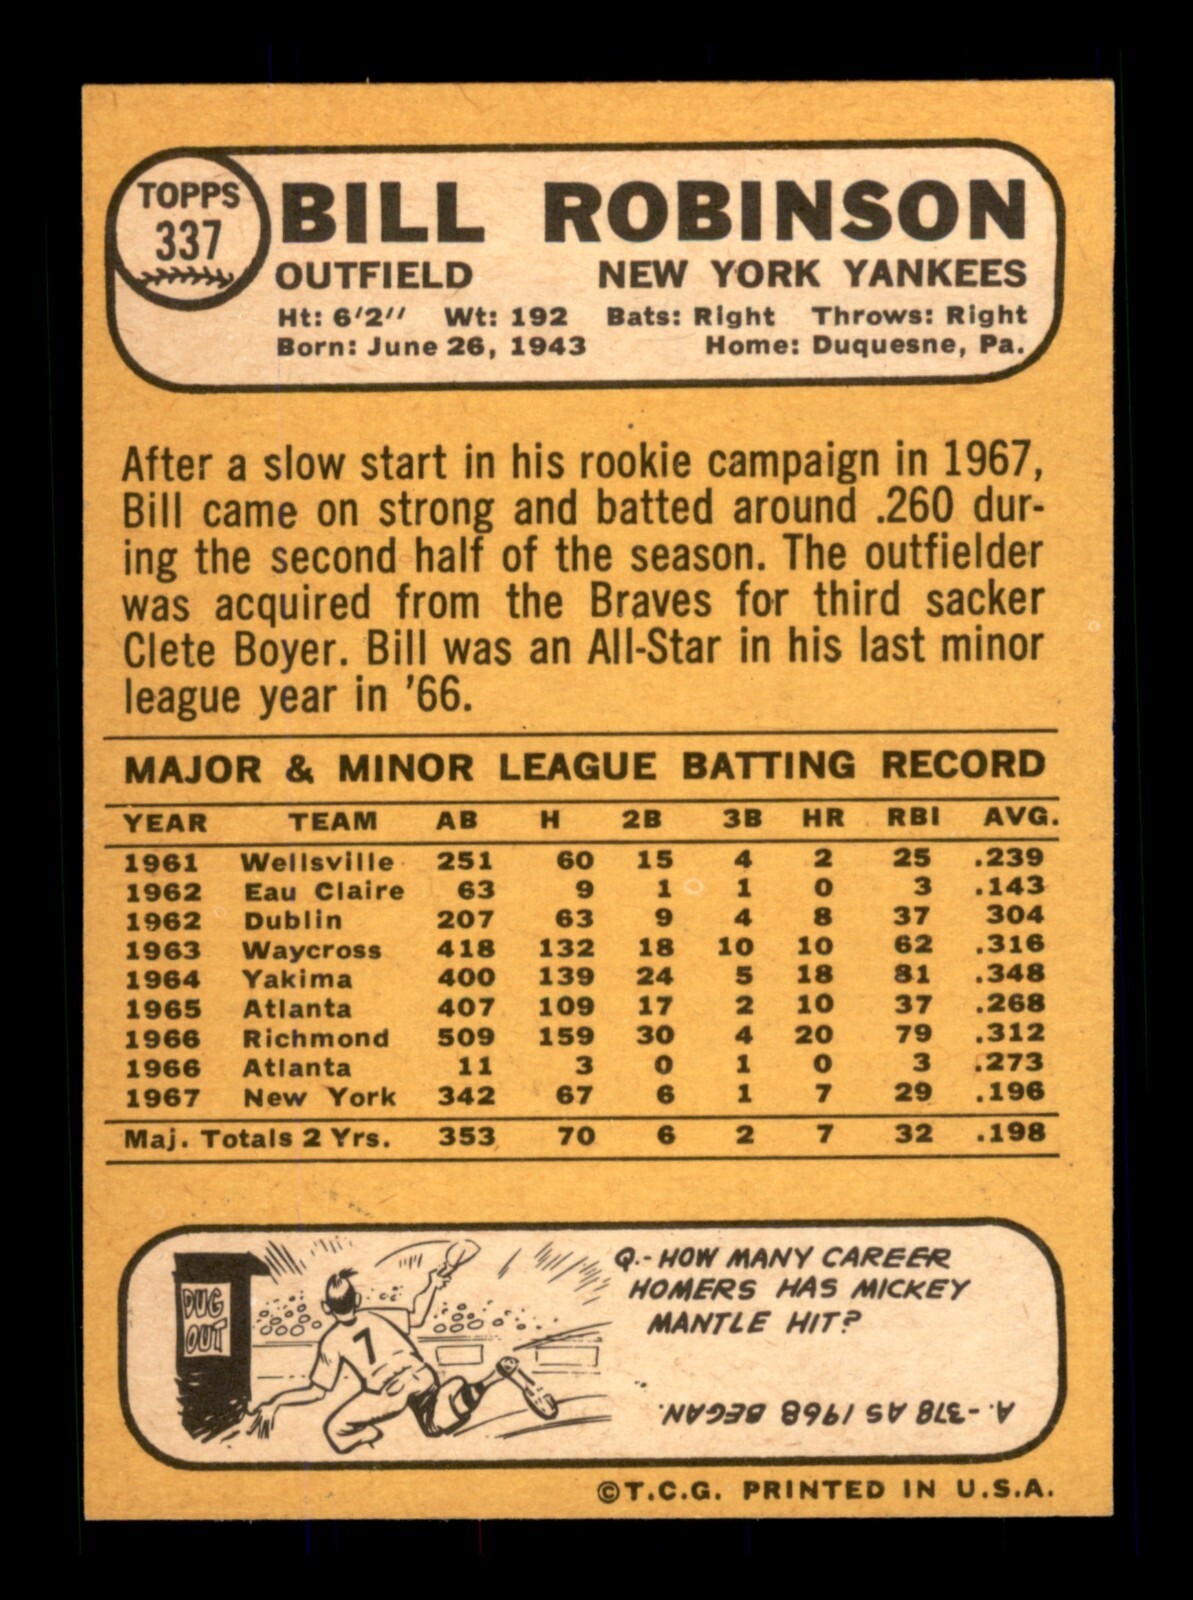 TOPPS
337
BILL ROBINSON
OUTFIELD NEW YORK YANKEES
Ht: 6'2" Wt: 192 Bats: Right Throws: Right
Born: June 26, 1943 Home: Duquesne, Pa.
After a slow start in his rookie campaign in 1967,
Bill came on strong and batted around .260 dur-
ing the second half of the season. The outfielder
was acquired from the Braves for third sacker
Clete Boyer. Bill was an All-Star in his last minor
league year in '66.
MAJOR & MINOR LEAGUE BATTING RECORD
YEAR TEAM AB H 2B 3B HR RBI AVG.
1961 Wellsville 251 60 15 4 2 25 .239
1962 Eau Claire 63 9 1 1 0 3 .143
1962 Dublin 207 63 9 4 8 37 304
1963 Waycross 418 132 18 10 10 62 .316
1964 Yakima 400 139 24 5 18 81 .348
1965 Atlanta 407 109 17 2 10 37 .268
1966 Richmond 509 159 30 4 20 79 .312
1966 Atlanta 11 3 0 1 0 3 .273
1967 New York 342 67 6 1 7 29 .196
Maj. Totals 2 Yrs. 353 70 6 2 7 32 .198
DUG
OUT
7
Q.- HOW MANY CAREER
HOMERS HAS MICKEY
MANTLE HIT?
A.-378 AS 1968 BEGAN.
©T.C.G. PRINTED IN U.S.A.